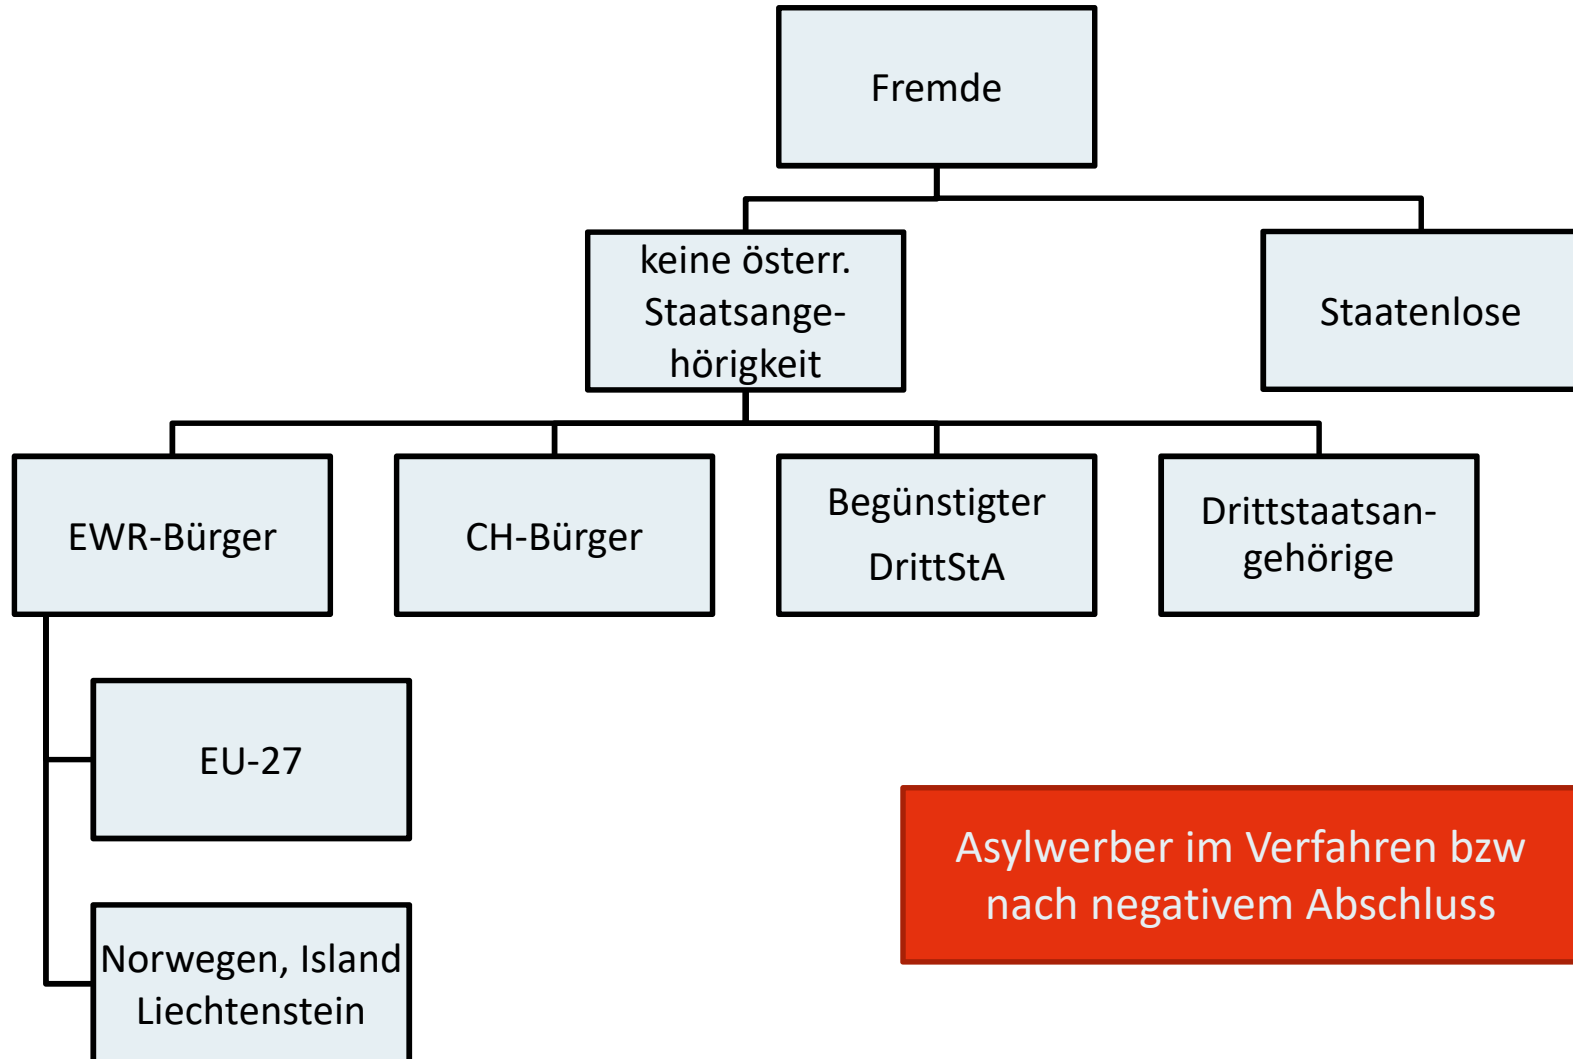 Fremde
keine österr.
Staatsange-
hörigkeit
Staatenlose
EWR-Bürger
CH-Bürger
Begünstigter
DrittStA
Drittstaatsan-
gehörige
EU-27
Norwegen, Island
Liechtenstein
Asylwerber im Verfahren bzw
nach negativem Abschluss